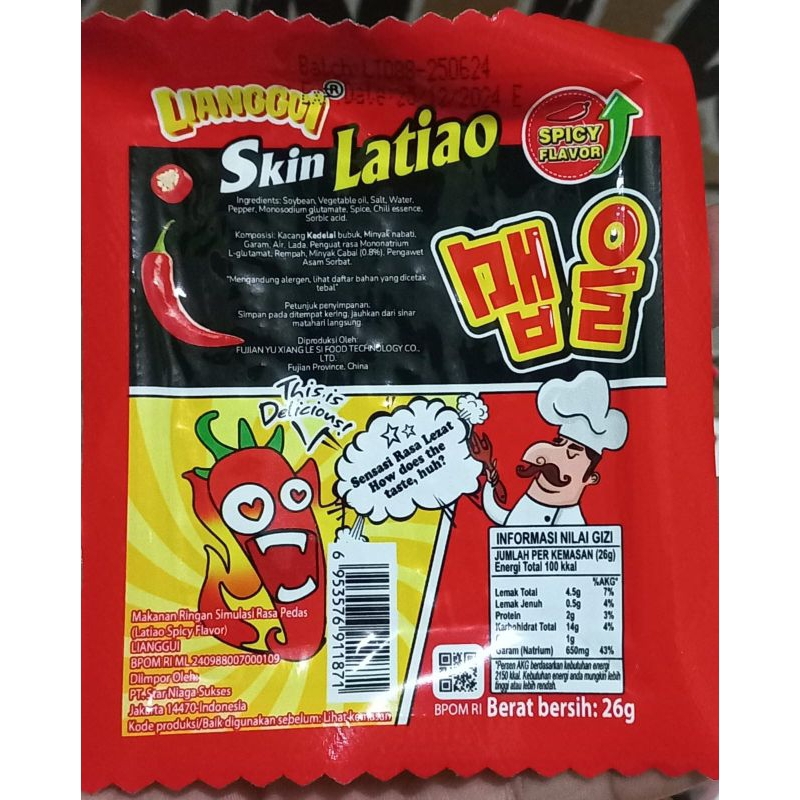 Batch: LT088-250624
Date 25/12/2024 E
LIANGGUI®
Skin Latiao
SPICY
FLAVOR
Ingredients: Soybean, Vegetable oil, Salt, Water,
Pepper, Monosodium glutamate, Spice, Chili essence,
Sorbic acid.
Komposisi: Kacang Kedelai bubuk, Minyak nabati,
Garam, Air, Lada. Penguat rasa Mononatrium
L-glutamat, Rempah, Minyak Cabai (0.8%), Pengawet
Asam Sorbat.
"Mengandung alergen, lihat daftar bahan yang dicetak
tebal"
Petunjuk penyimpanan:
Simpan pada ditempat kering, jauhkan dari sinar
matahari langsung
Diproduksi Oleh:
FUJIAN YU XIANG LE SI FOOD TECHNOLOGY CO.,
LTD.
Fujian Province, China
맵을
This is
Delicious!
Sensasi Rasa Lezat
How does the
taste, huh?
6 953576 911871
Makanan Ringan Simulasi Rasa Pedas
(Latiao Spicy Flavor)
LIANGGUI
BPOM RI ML 240988007000109
Diimpor Oleh:
PT. Star Niaga Sukses
Jakarta 14470-Indonesia
Kode produksi/Baik digunakan sebelum: Lihat kemasan
INFORMASI NILAI GIZI
JUMLAH PER KEMASAN (26g)
Energi Total 100 kkal
%AKG*
Lemak Total 4.5g 7%
Lemak Jenuh 0.5g 4%
Protein 2g 3%
Karbohidrat Total 14g 4%
1g
Garam (Natrium) 650mg 43%
*Persen AKG berdasarkan kebutuhan energi
2150 kkal. Kebutuhan energi anda mungkin lebih
tinggi atau lebih rendah.
BPOM RI Berat bersih: 26g